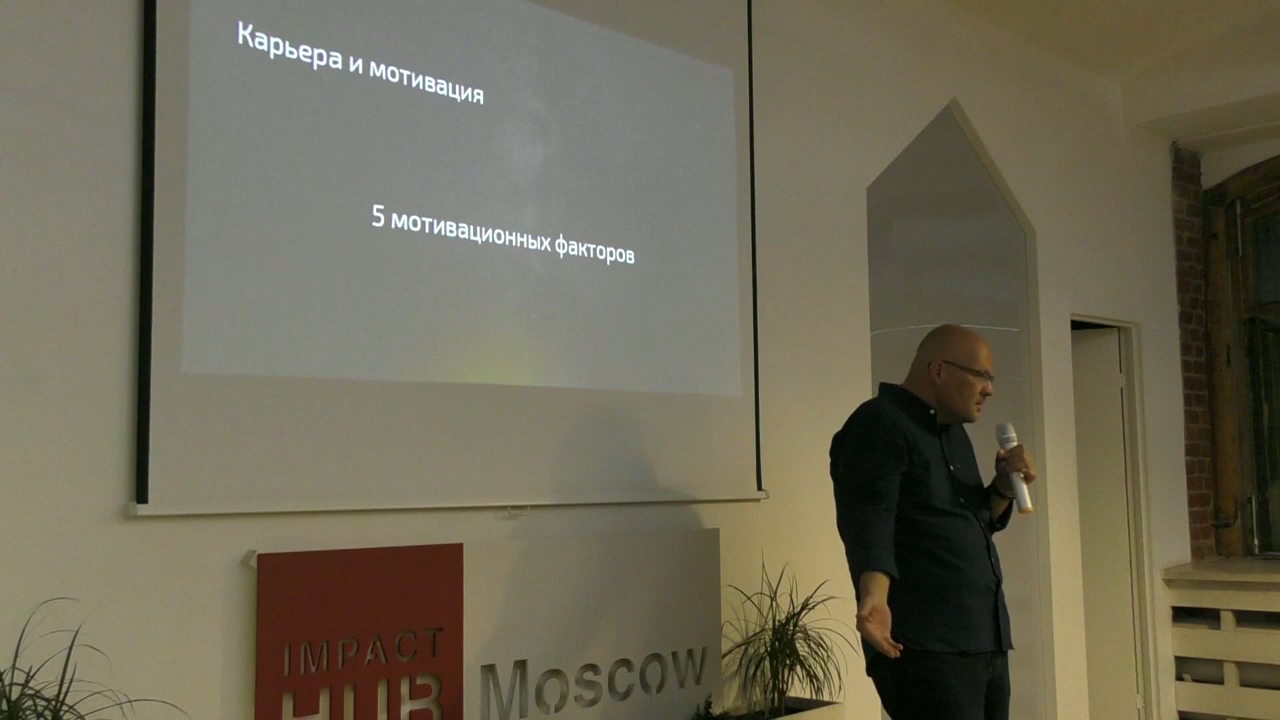 Карьера и мотивация
5 мотивационных факторов
IMPACT
HUB
Moscow